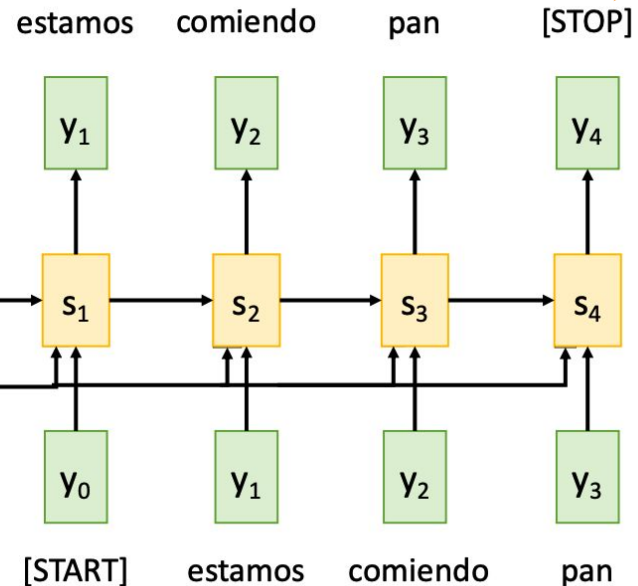 estamos comiendo pan [STOP]
y₁ y₂ y₃ y₄
s₁ s₂ s₃ s₄
y₀ y₁ y₂ y₃
[START] estamos comiendo pan